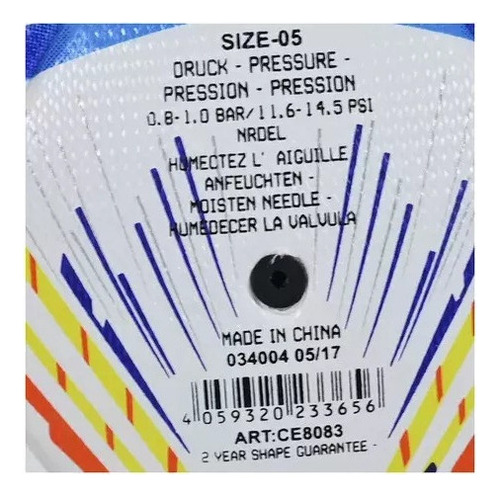 SIZE-05
DRUCK - PRESSURE -
PRESSION - PRESSION
0.8-1.0 BAR/11.6-14.5 PSI
NRDEL
HUMECTEZ L' AIGUILLE
ANFEUCHTEN -
MOISTEN NEEDLE -
HUMEDECER LA VALVULA
MADE IN CHINA
034004 05/17
4 059320 233656
ART:CE8083
2 YEAR SHAPE GUARANTEE -